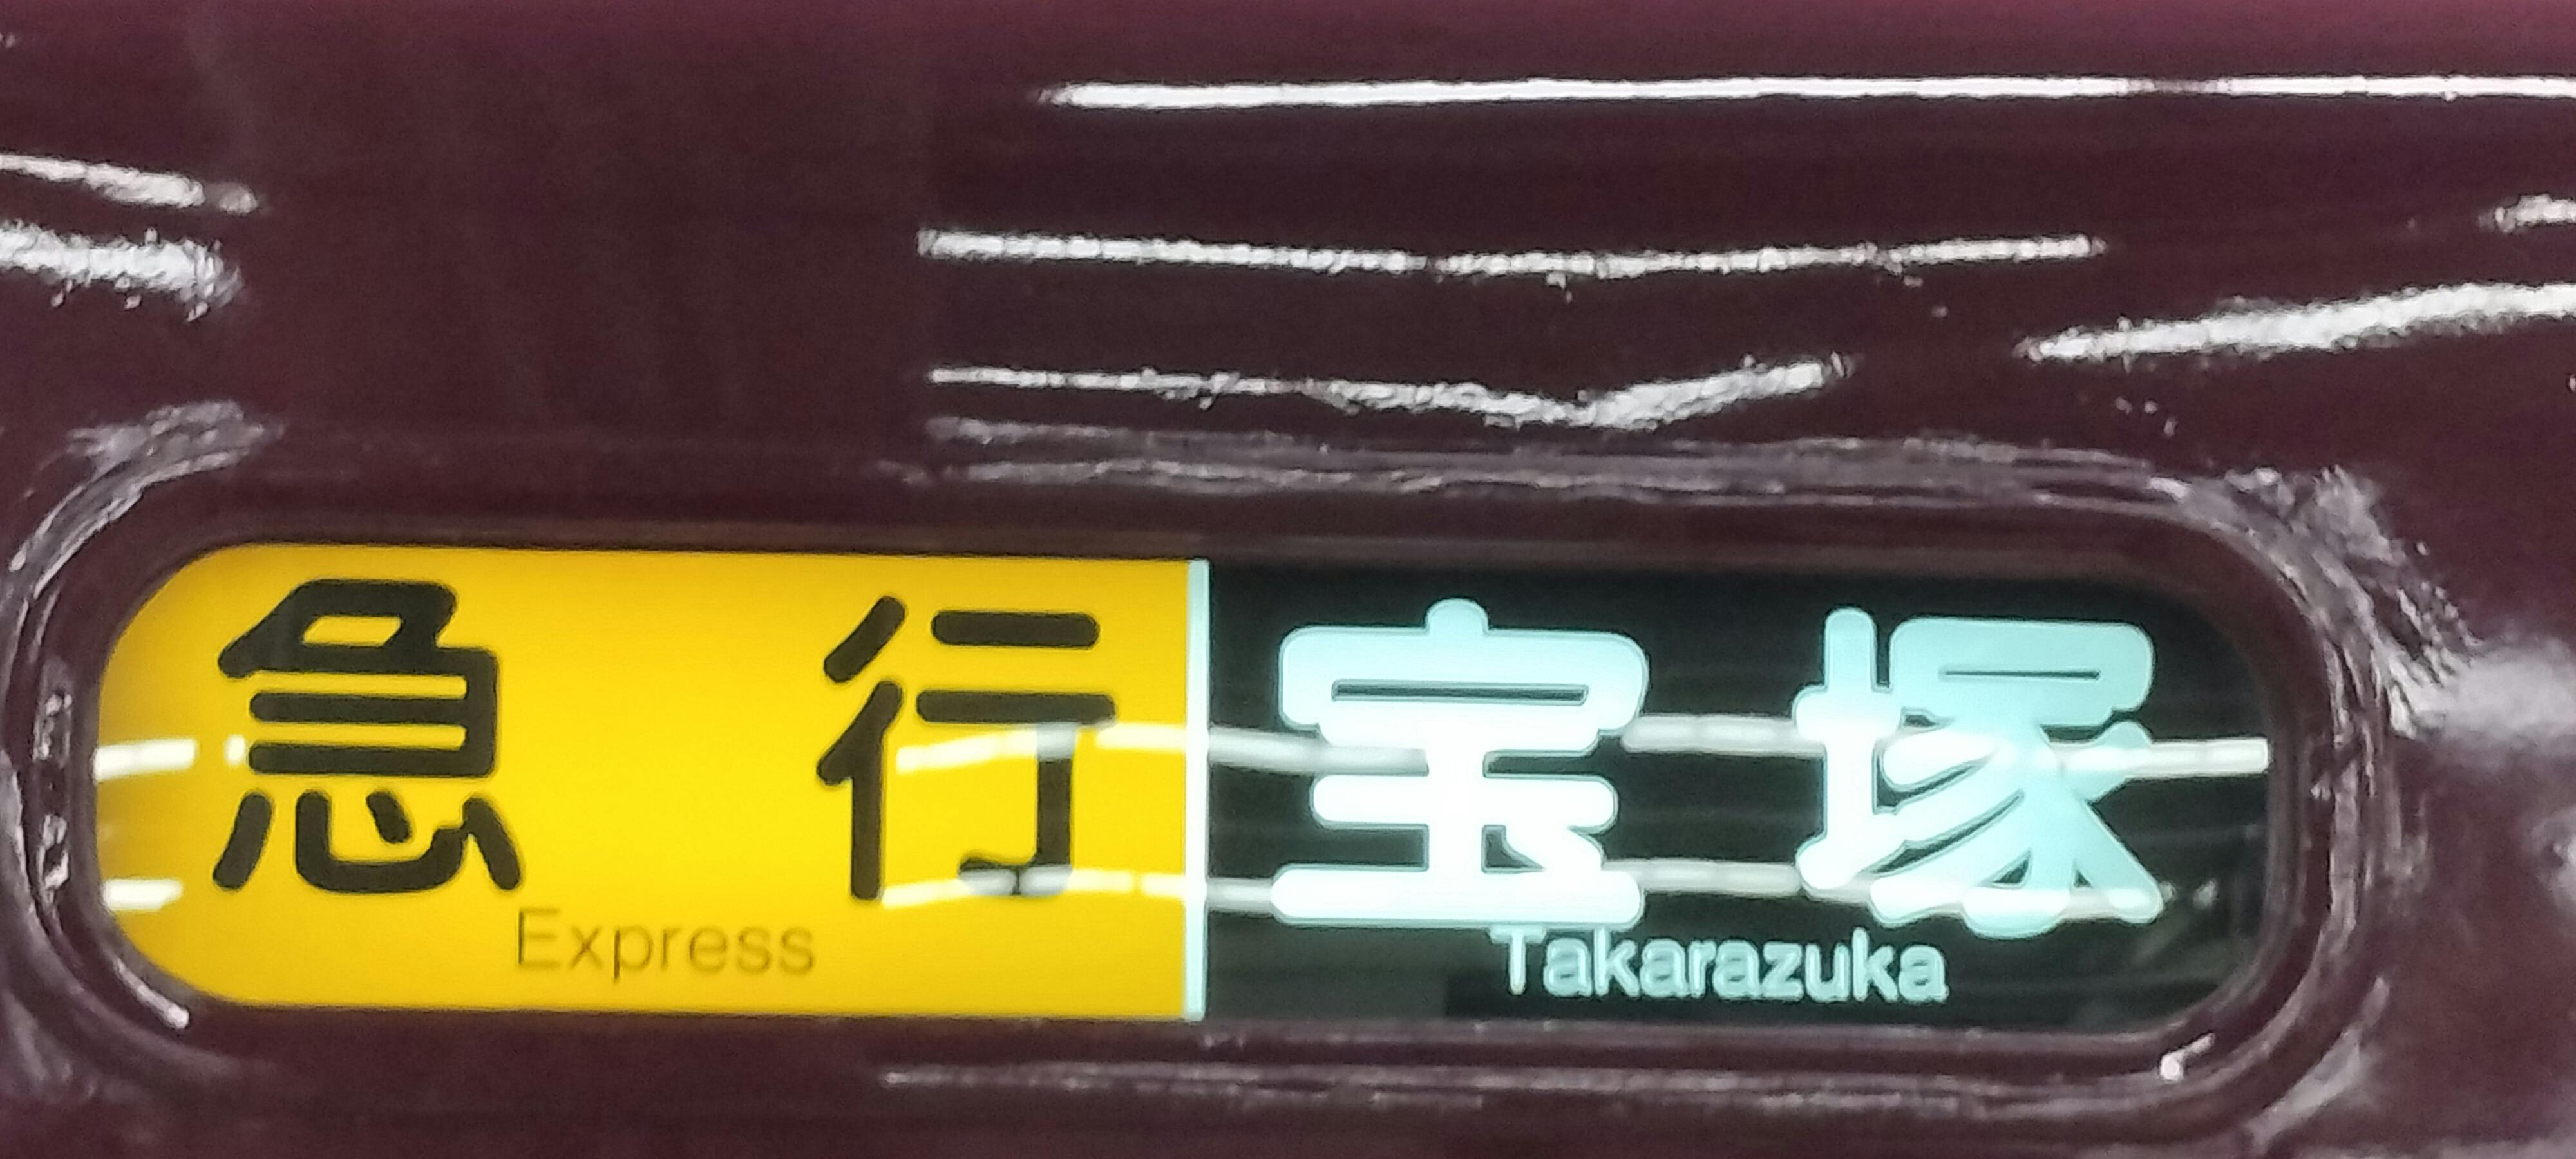 急行
Express
宝塚
Takarazuka